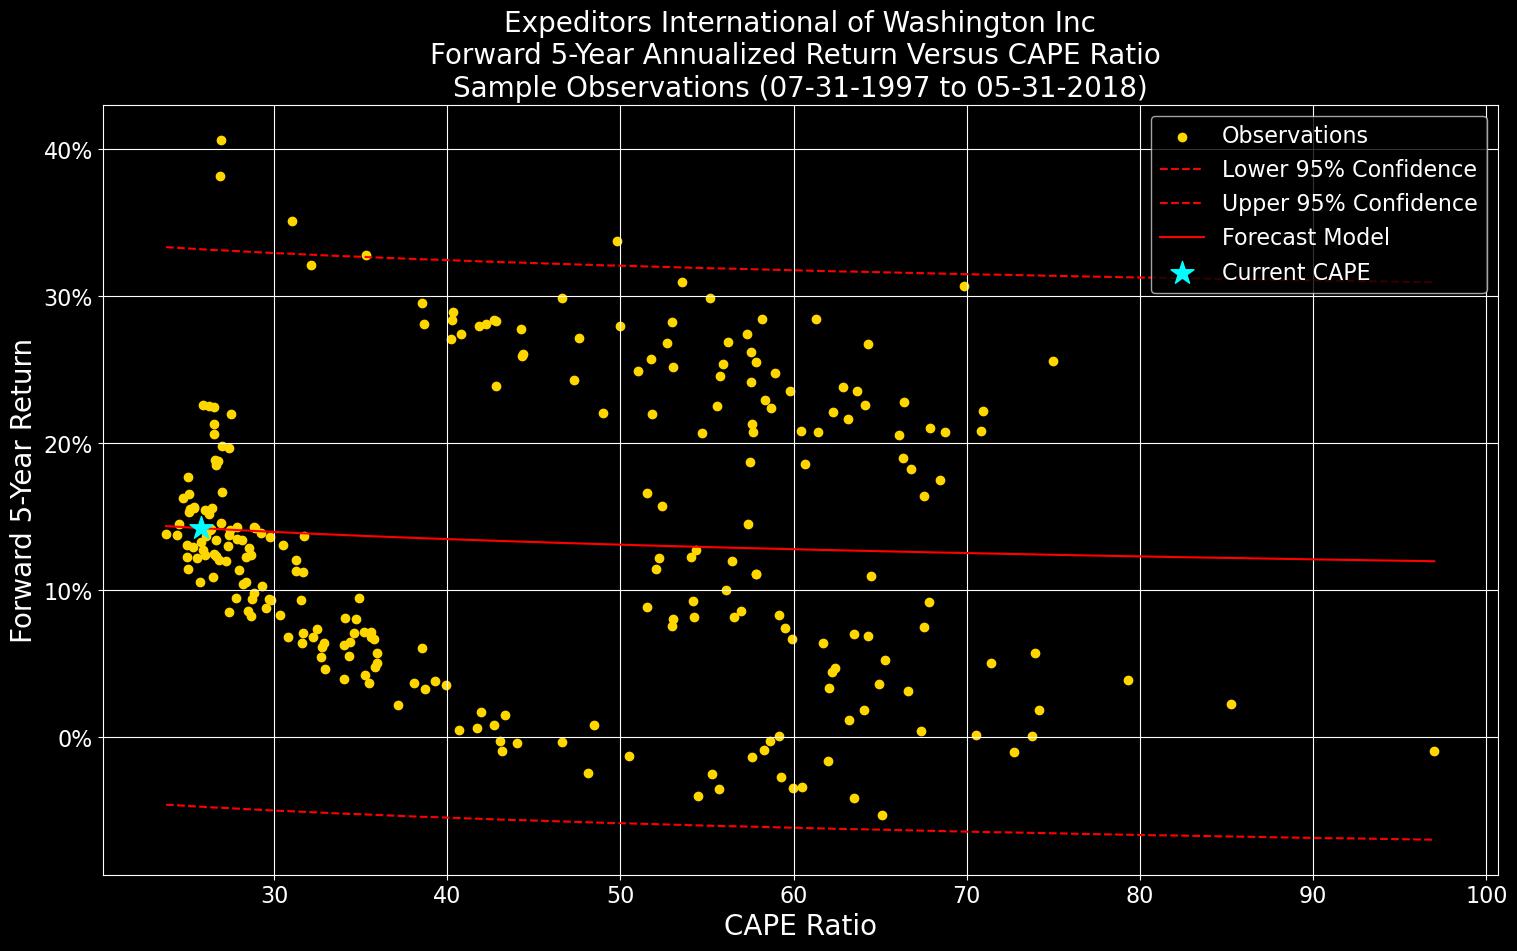 Expeditors International of Washington Inc
Forward 5-Year Annualized Return Versus CAPE Ratio
Sample Observations (07-31-1997 to 05-31-2018)
Observations
Lower 95% Confidence
Upper 95% Confidence
Forecast Model
Current CAPE
Forward 5-Year Return
40%
30%
20%
10%
0%
30 40 50 60 70 80 90 100
CAPE Ratio